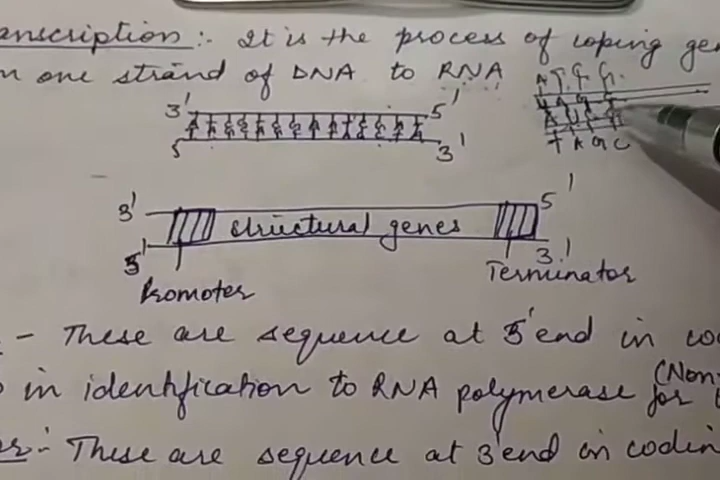 anscription:- It is the process of coping gen
n one strand of DNA to RNA
A T G G
3' 5'
5 3'
T A G C
3' structural genes 5'
5' 3'
Promoter Terminator
- These are sequence at 5' end in co
in identification to RNA polymerase for
(Non-
er:- These are sequence at 3' end in codin